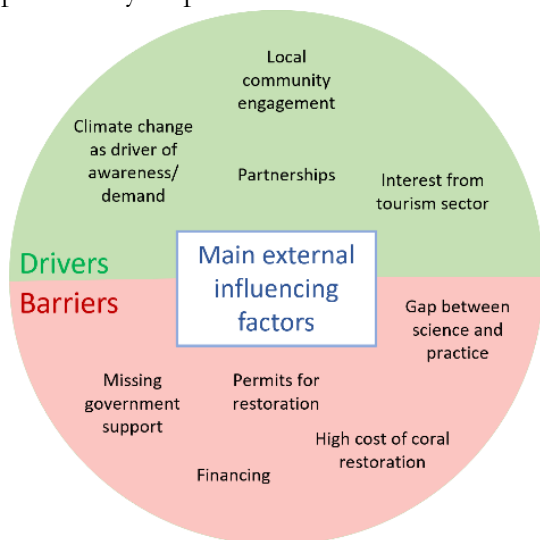 Local
community
engagement
Climate change
as driver of
awareness/
demand
Partnerships
Interest from
tourism sector
Drivers
Main external
influencing
factors
Barriers
Gap between
science and
practice
Missing
government
support
Permits for
restoration
High cost of coral
restoration
Financing